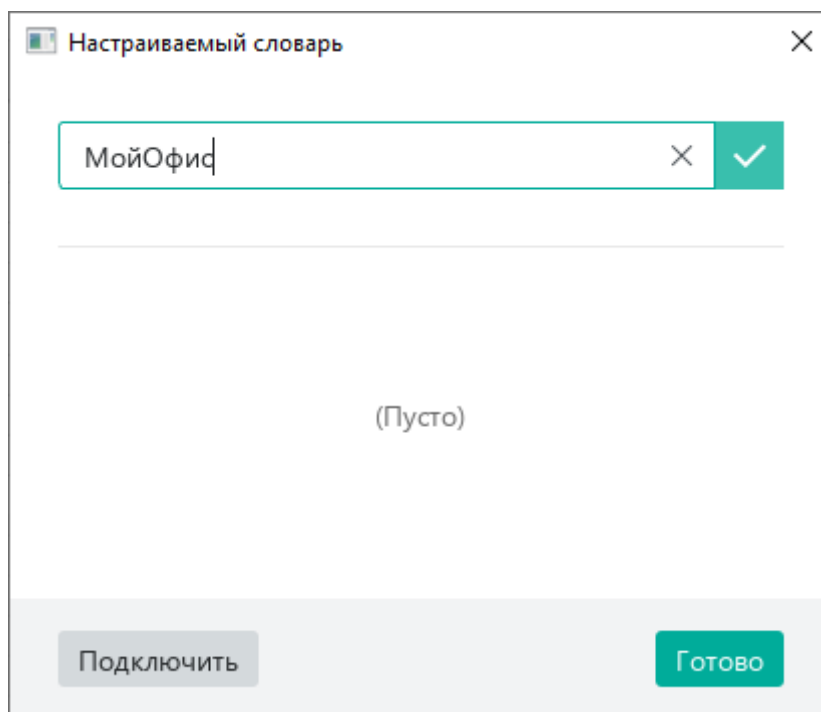 Настраиваемый словарь
МойОфис
(Пусто)
Подключить
Готово